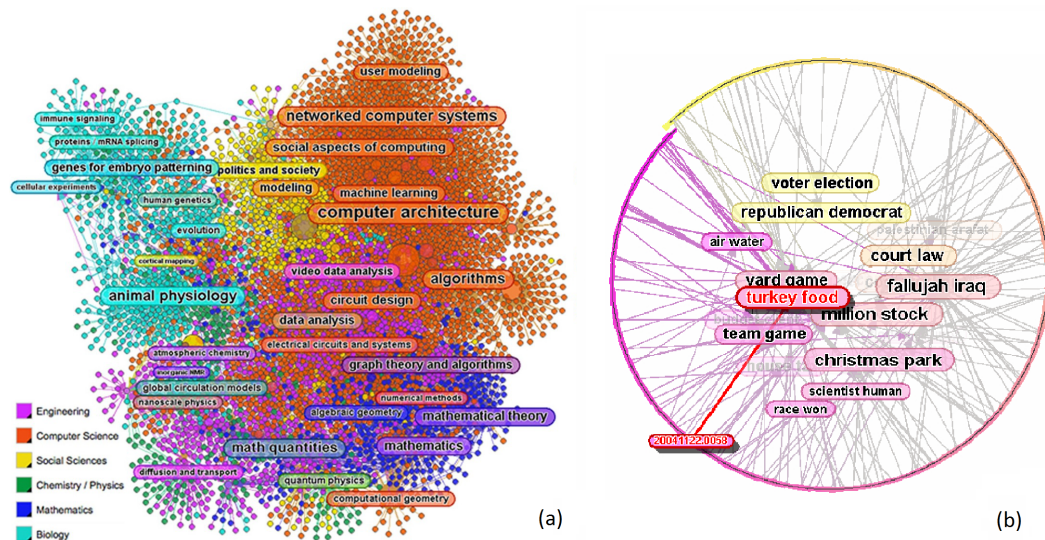 user modeling
networked computer systems
social aspects of computing
immune signaling
proteins / mRNA splicing
genes for embryo patterning
politics and society
cellular experiments
modeling
machine learning
human genetics
computer architecture
evolution
cortical mapping
video data analysis
algorithms
animal physiology
circuit design
data analysis
electrical circuits and systems
atmospheric chemistry
graph theory and algorithms
inorganic NMR
global circulation models
numerical methods
nanoscale physics
algebraic geometry
mathematical theory
math quantities
mathematics
diffusion and transport
quantum physics
computational geometry
Engineering
Computer Science
Social Sciences
Chemistry / Physics
Mathematics
Biology
(a)
voter election
republican democrat
palestinian arafat
air water
court law
yard game
fallujah iraq
turkey food
million stock
team game
christmas park
scientist human
race won
20041122.0058
(b)